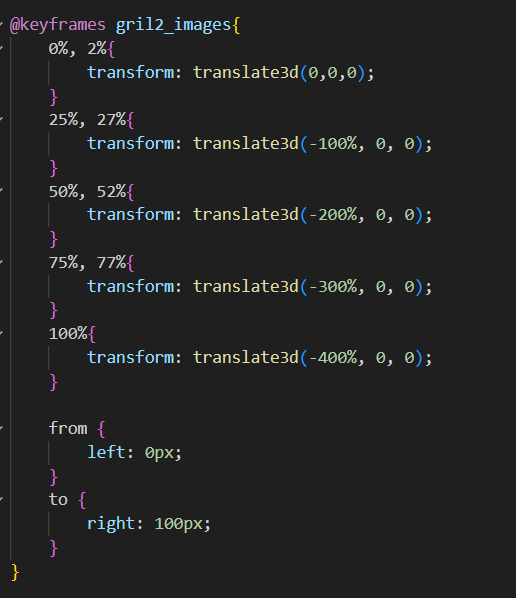 @keyframes gril2_images{
0%, 2%{
transform: translate3d(0,0,0);
}
25%, 27%{
transform: translate3d(-100%, 0, 0);
}
50%, 52%{
transform: translate3d(-200%, 0, 0);
}
75%, 77%{
transform: translate3d(-300%, 0, 0);
}
100%{
transform: translate3d(-400%, 0, 0);
}
from {
left: 0px;
}
to {
right: 100px;
}
}